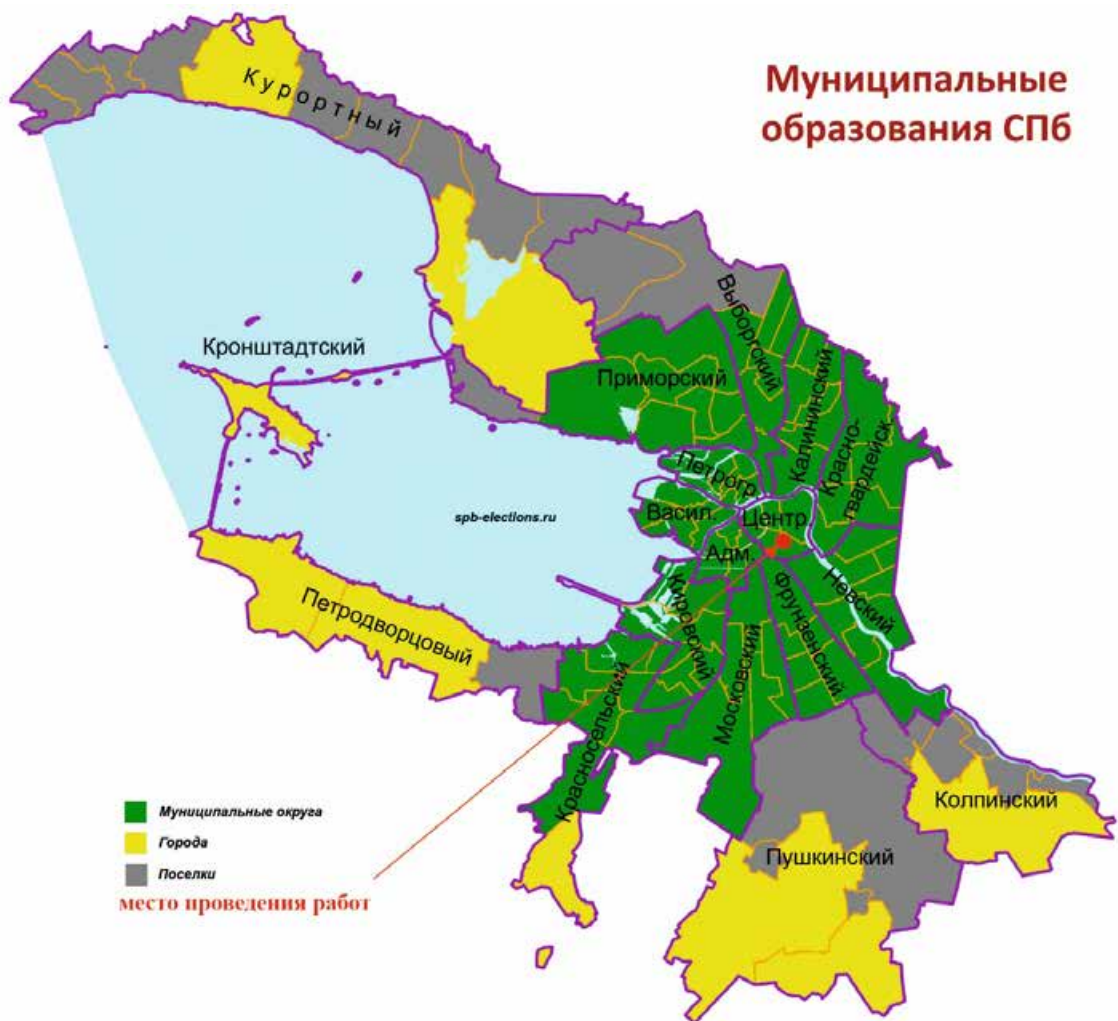 Муниципальные
образования СПб
Курортный
Выборгский
Кронштадтский
Приморский
Калининский
Красно-
гвардейск.
Петрогр.
Васил.
Центр.
spb-elections.ru
Адм.
Невский
Кировский
Фрунзенский
Петродворцовый
Московский
Красносельский
Колпинский
Пушкинский
Муниципальные округа
Города
Поселки
место проведения работ